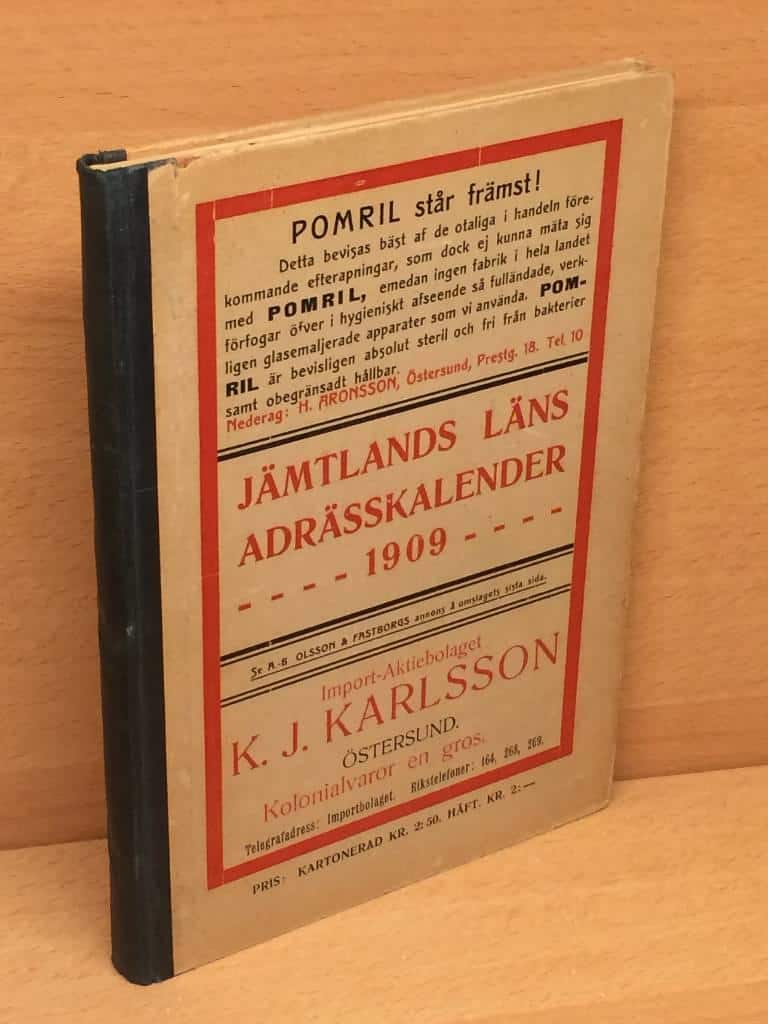 POMRIL står främst!
Detta bevisas bäst af de otaliga i handeln före-
kommande efterapningar, som dock ej kunna mäta sig
med POMRIL, emedan ingen fabrik i hela landet
förfogar öfver i hygieniskt afseende så fulländade, verk-
ligen glasemaljerade apparater som vi använda. POM-
RIL är bevisligen absolut steril och fri från bakterier
samt obegränsadt hållbar.
Nederag: H. ARONSSON, Östersund, Prestg. 18. Tel. 10
JÄMTLANDS LÄNS
ADRÄSSKALENDER
- - - - 1909 - - - -
Se A.-B OLSSON & FASTBORGS annons å omslagets sista sida.
Import-Aktiebolaget
K. J. KARLSSON
ÖSTERSUND.
Kolonialvaror en gros.
Telegrafadress: Importbolaget. Rikstelefoner: 164, 268, 269.
PRIS: KARTONERAD KR. 2:50. HÄFT. KR. 2:—